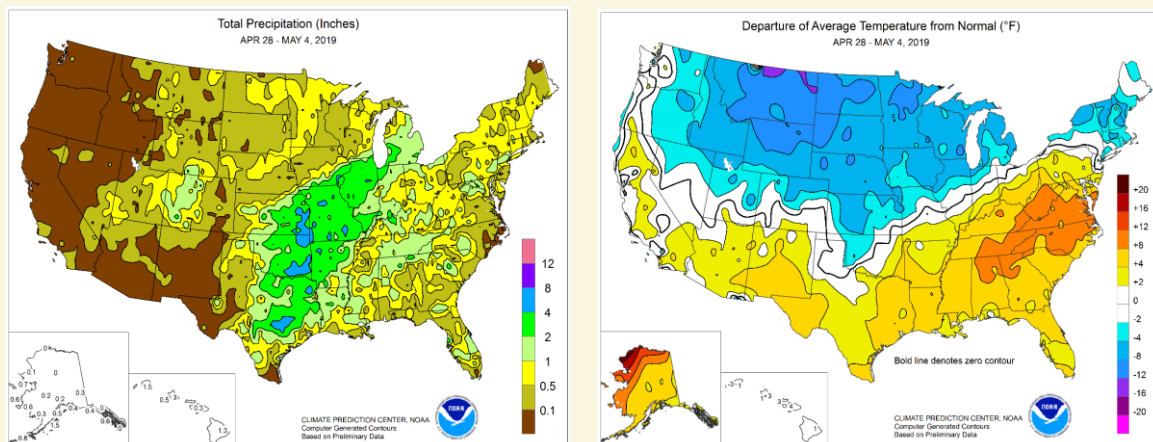 Total Precipitation (Inches)
APR 28 - MAY 4, 2019
12
8
4
2
1
0.5
0.1
CLIMATE PREDICTION CENTER, NOAA
Computer Generated Contours
Based on Preliminary Data
NOAA
Departure of Average Temperature from Normal (°F)
APR 28 - MAY 4, 2019
+20
+16
+12
+8
+4
+2
0
-2
-4
-8
-12
-16
-20
Bold line denotes zero contour
CLIMATE PREDICTION CENTER, NOAA
Computer Generated Contours
Based on Preliminary Data
NOAA